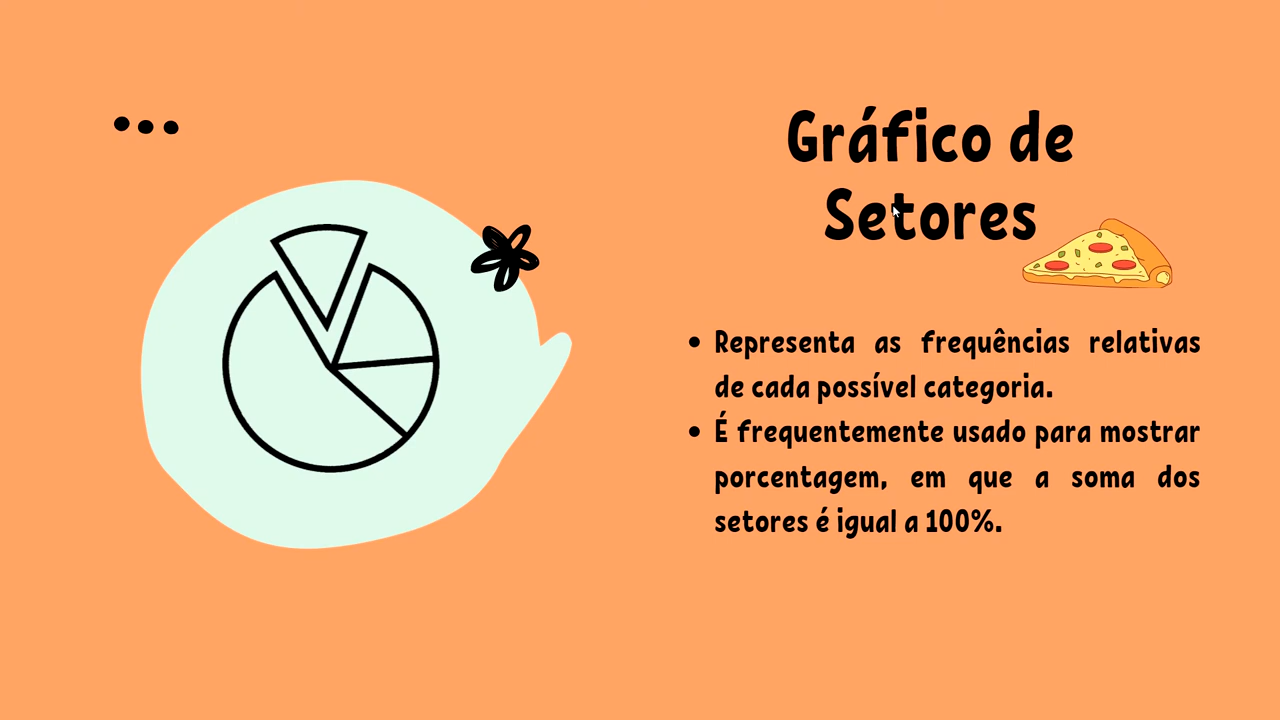 Gráfico de
Setores
• Representa as frequências relativas
de cada possível categoria.
• É frequentemente usado para mostrar
porcentagem, em que a soma dos
setores é igual a 100%.